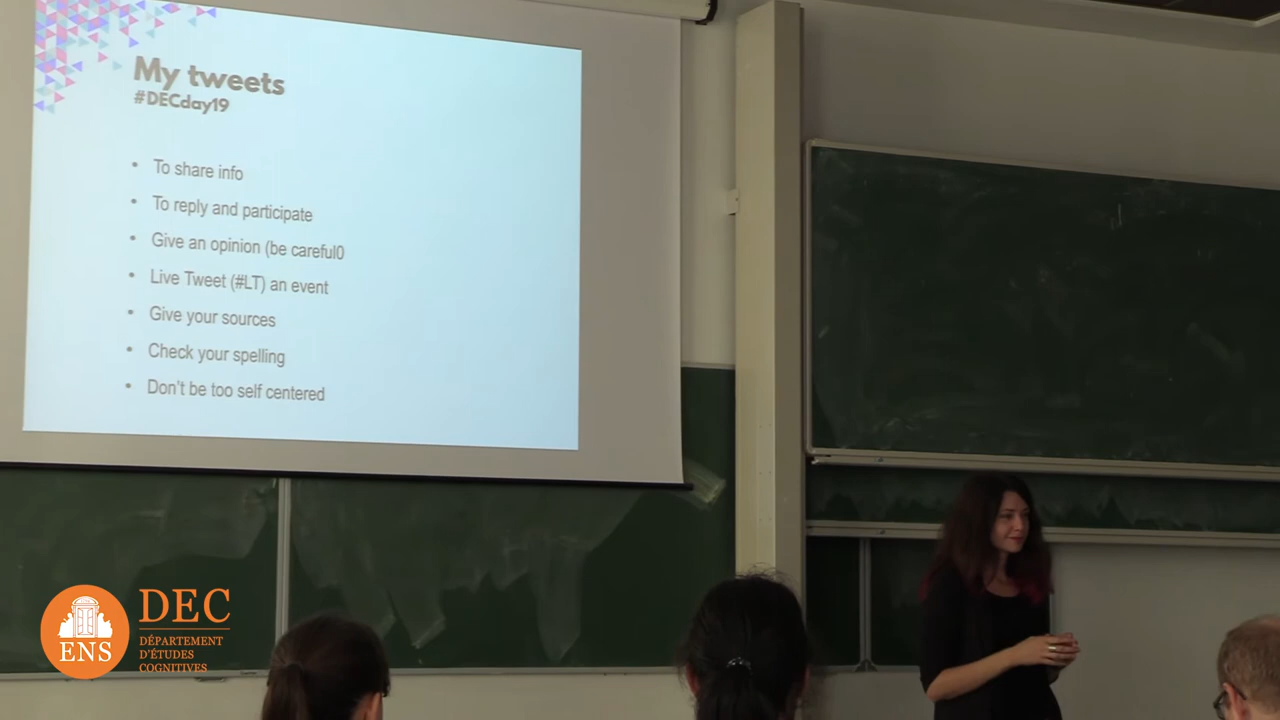 My tweets
#DECday19
• To share info
• To reply and participate
• Give an opinion (be careful0
• Live Tweet (#LT) an event
• Give your sources
• Check your spelling
• Don't be too self centered
ENS
DEC
DÉPARTEMENT
D'ÉTUDES
COGNITIVES